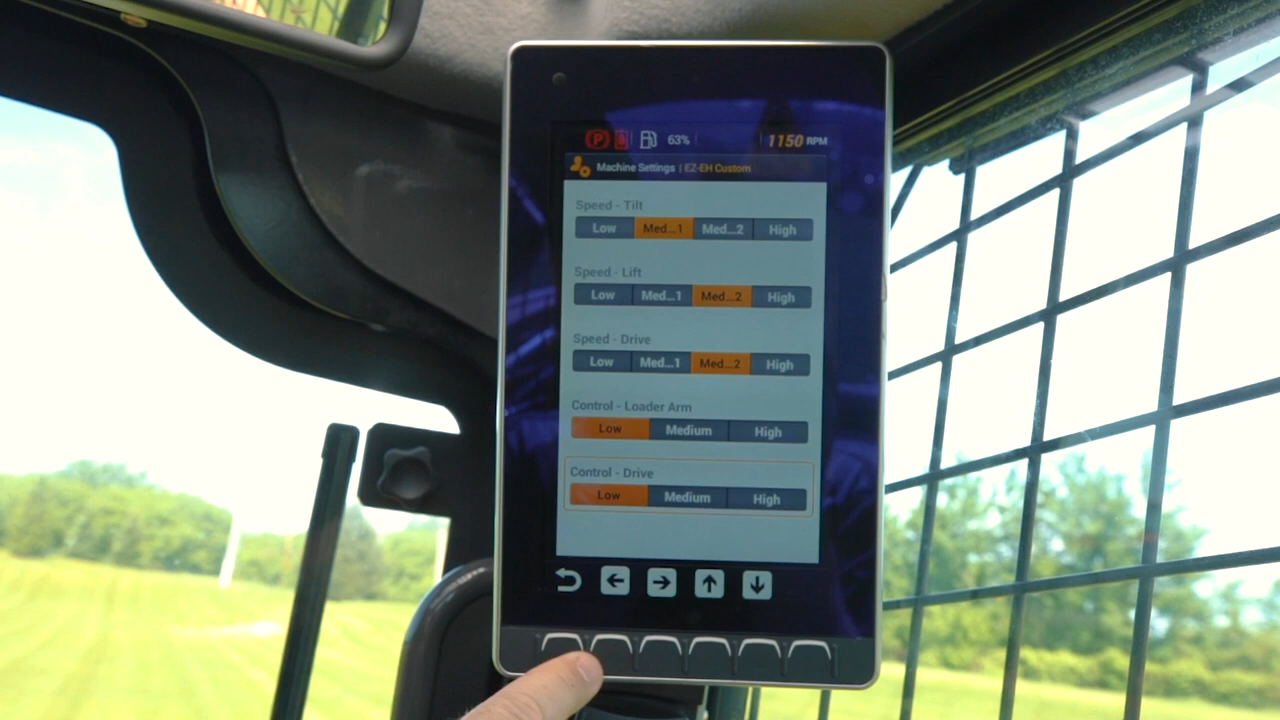 P 63% 1150 RPM
Machine Settings | EZ-EH Custom
Speed - Tilt
Low Med...1 Med...2 High
Speed - Lift
Low Med...1 Med...2 High
Speed - Drive
Low Med...1 Med...2 High
Control - Loader Arm
Low Medium High
Control - Drive
Low Medium High